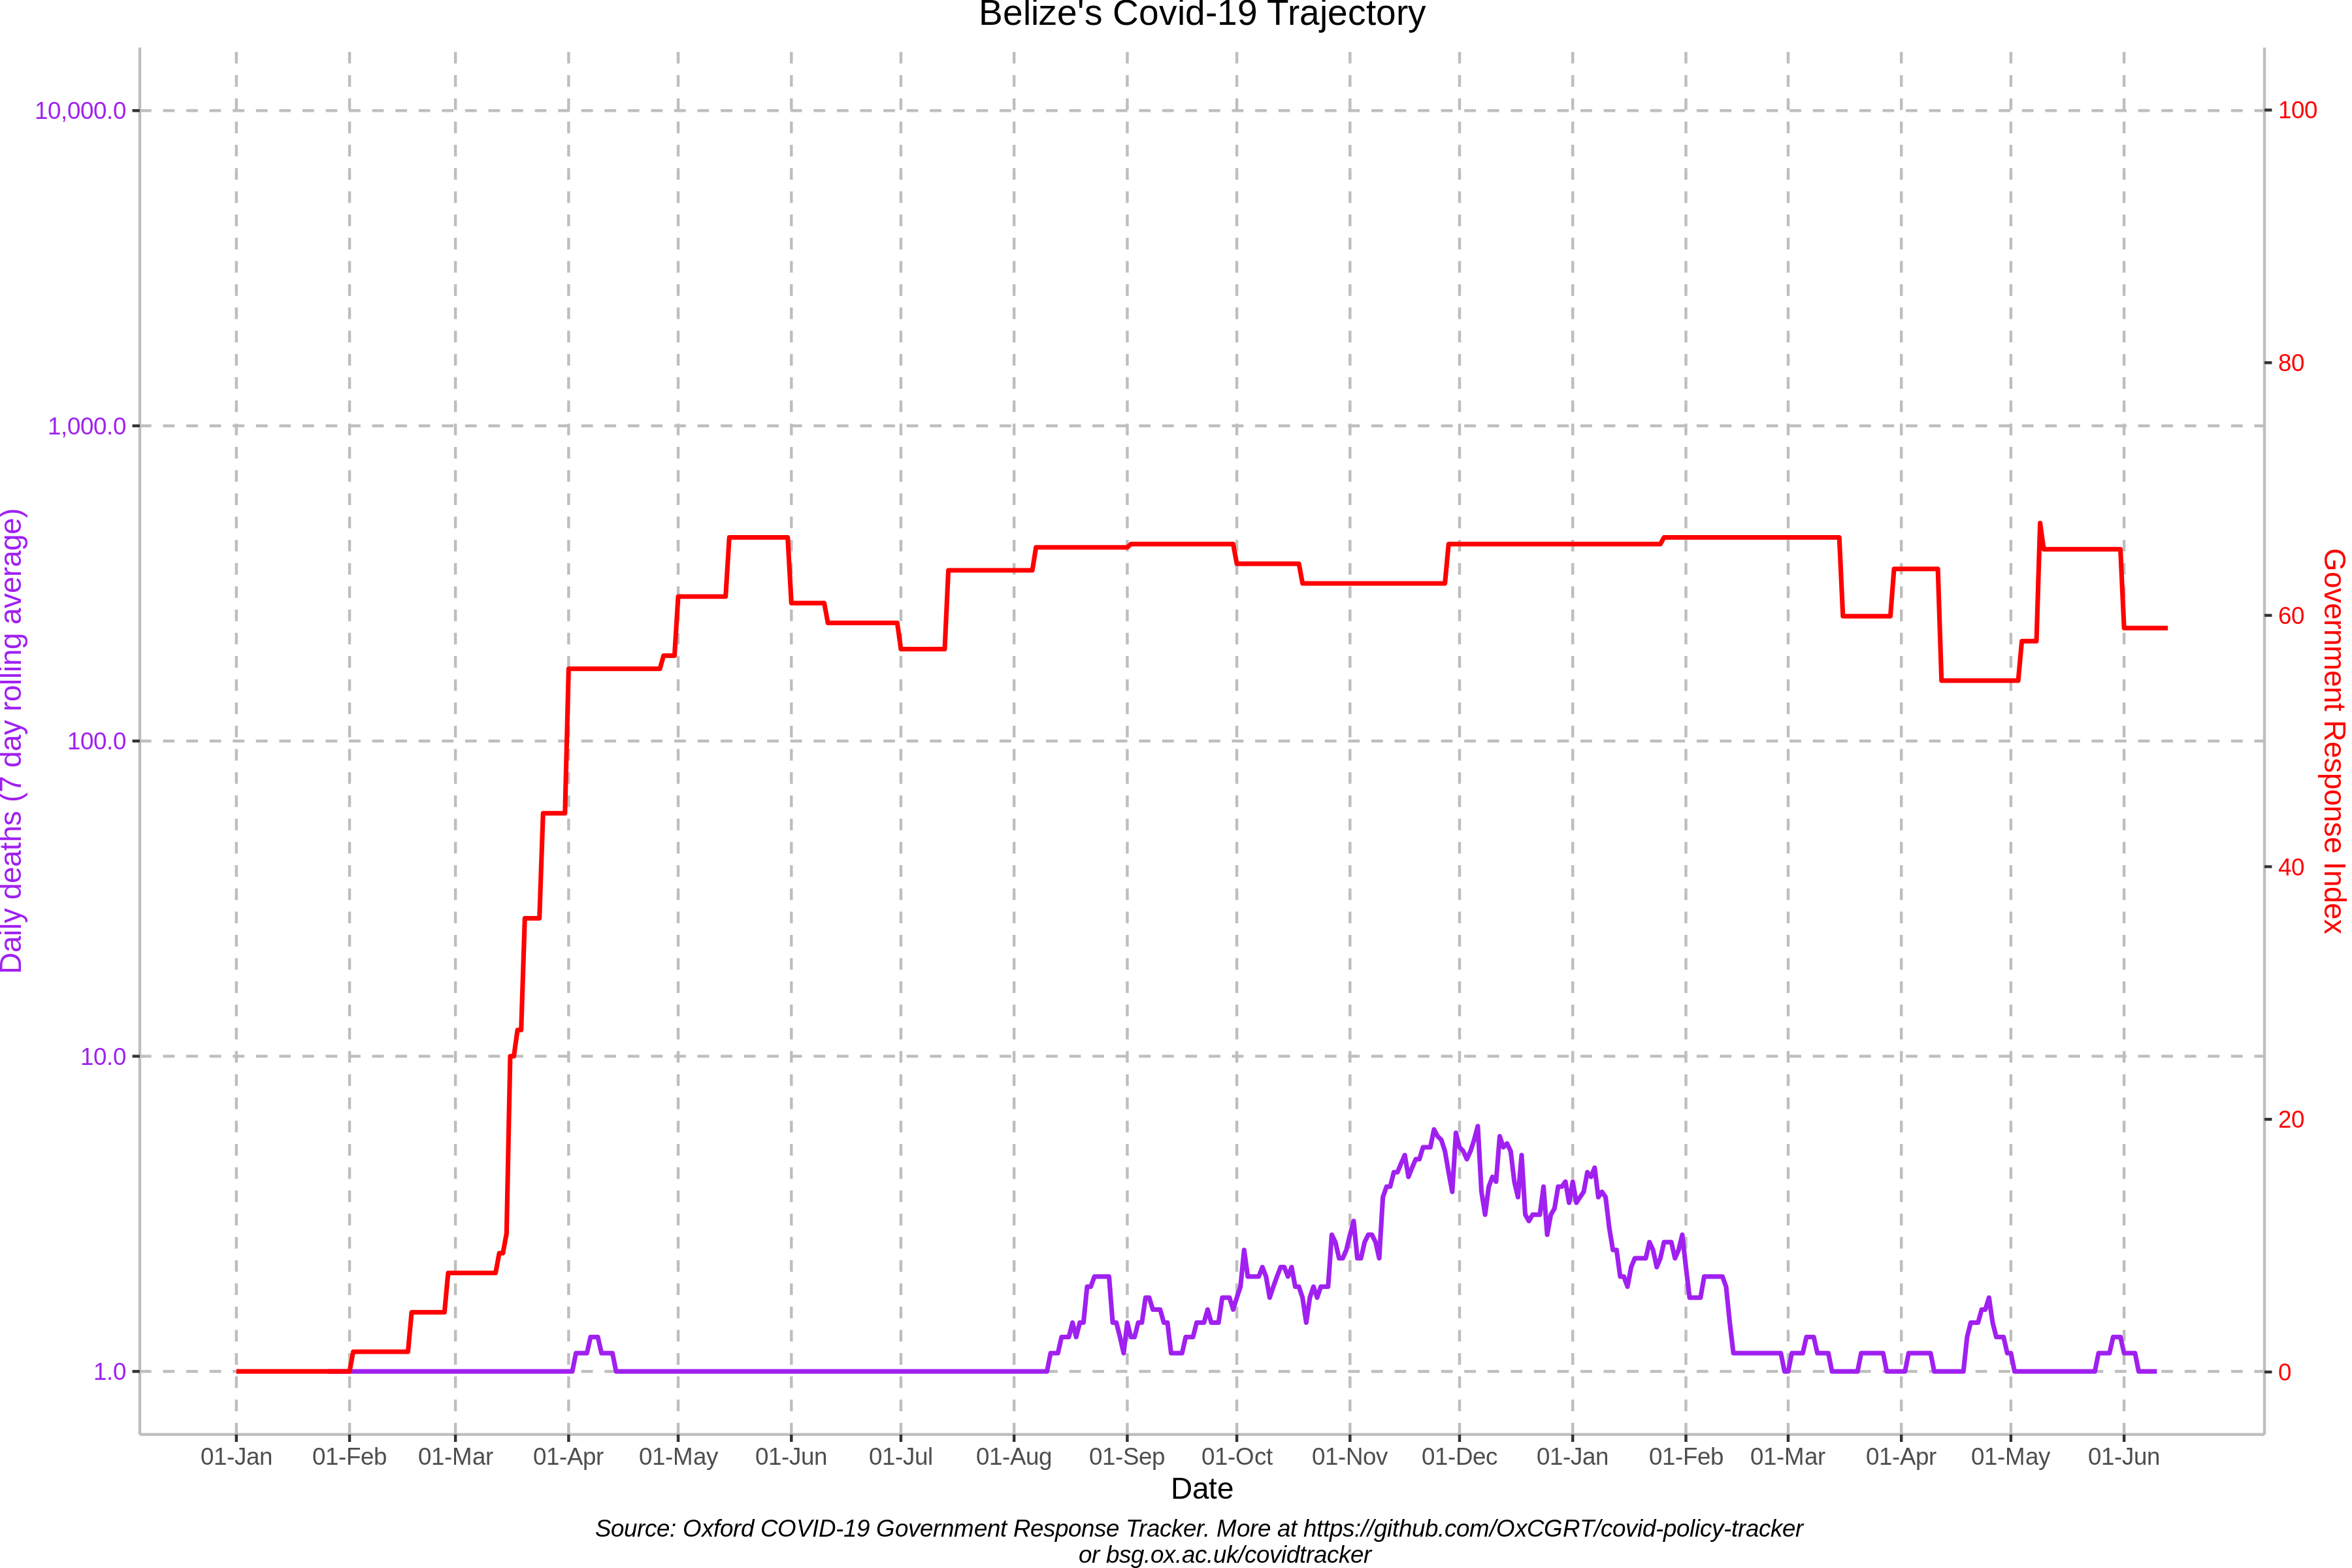 Belize's Covid-19 Trajectory
10,000.0
1,000.0
100.0
10.0
1.0
Daily deaths (7 day rolling average)
100
80
60
40
20
0
Government Response Index
01-Jan 01-Feb 01-Mar 01-Apr 01-May 01-Jun 01-Jul 01-Aug 01-Sep 01-Oct 01-Nov 01-Dec 01-Jan 01-Feb 01-Mar 01-Apr 01-May 01-Jun
Date
Source: Oxford COVID-19 Government Response Tracker. More at https://github.com/OxCGRT/covid-policy-tracker
or bsg.ox.ac.uk/covidtracker